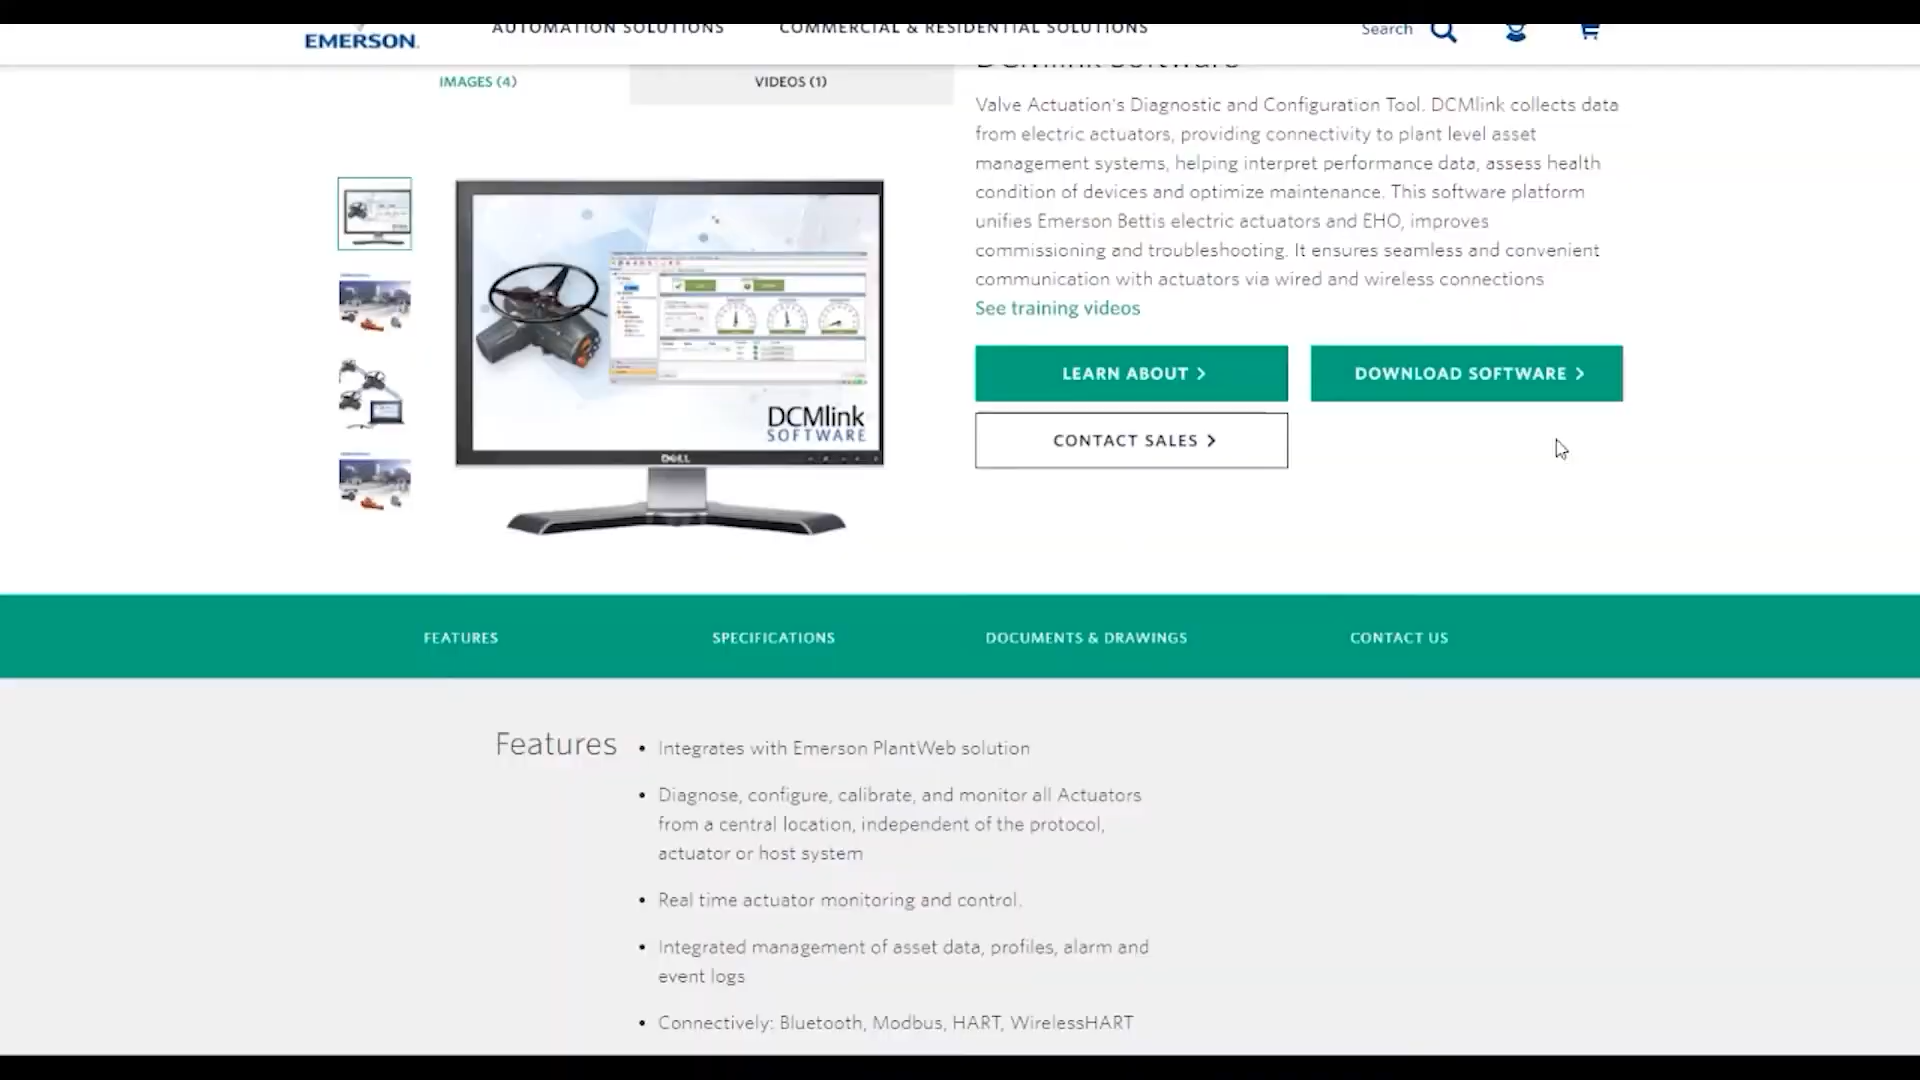 EMERSON.
AUTOMATION SOLUTIONS
COMMERCIAL & RESIDENTIAL SOLUTIONS
Search
IMAGES (4)
VIDEOS (1)
DCMlink Software
Valve Actuation's Diagnostic and Configuration Tool. DCMlink collects data
from electric actuators, providing connectivity to plant level asset
management systems, helping interpret performance data, assess health
condition of devices and optimize maintenance. This software platform
unifies Emerson Bettis electric actuators and EHO, improves
commissioning and troubleshooting. It ensures seamless and convenient
communication with actuators via wired and wireless connections
See training videos
LEARN ABOUT >
DOWNLOAD SOFTWARE >
CONTACT SALES >
DCMlink
SOFTWARE
DELL
FEATURES
SPECIFICATIONS
DOCUMENTS & DRAWINGS
CONTACT US
Features
• Integrates with Emerson PlantWeb solution
• Diagnose, configure, calibrate, and monitor all Actuators
from a central location, independent of the protocol,
actuator or host system
• Real time actuator monitoring and control.
• Integrated management of asset data, profiles, alarm and
event logs
• Connectively: Bluetooth, Modbus, HART, WirelessHART